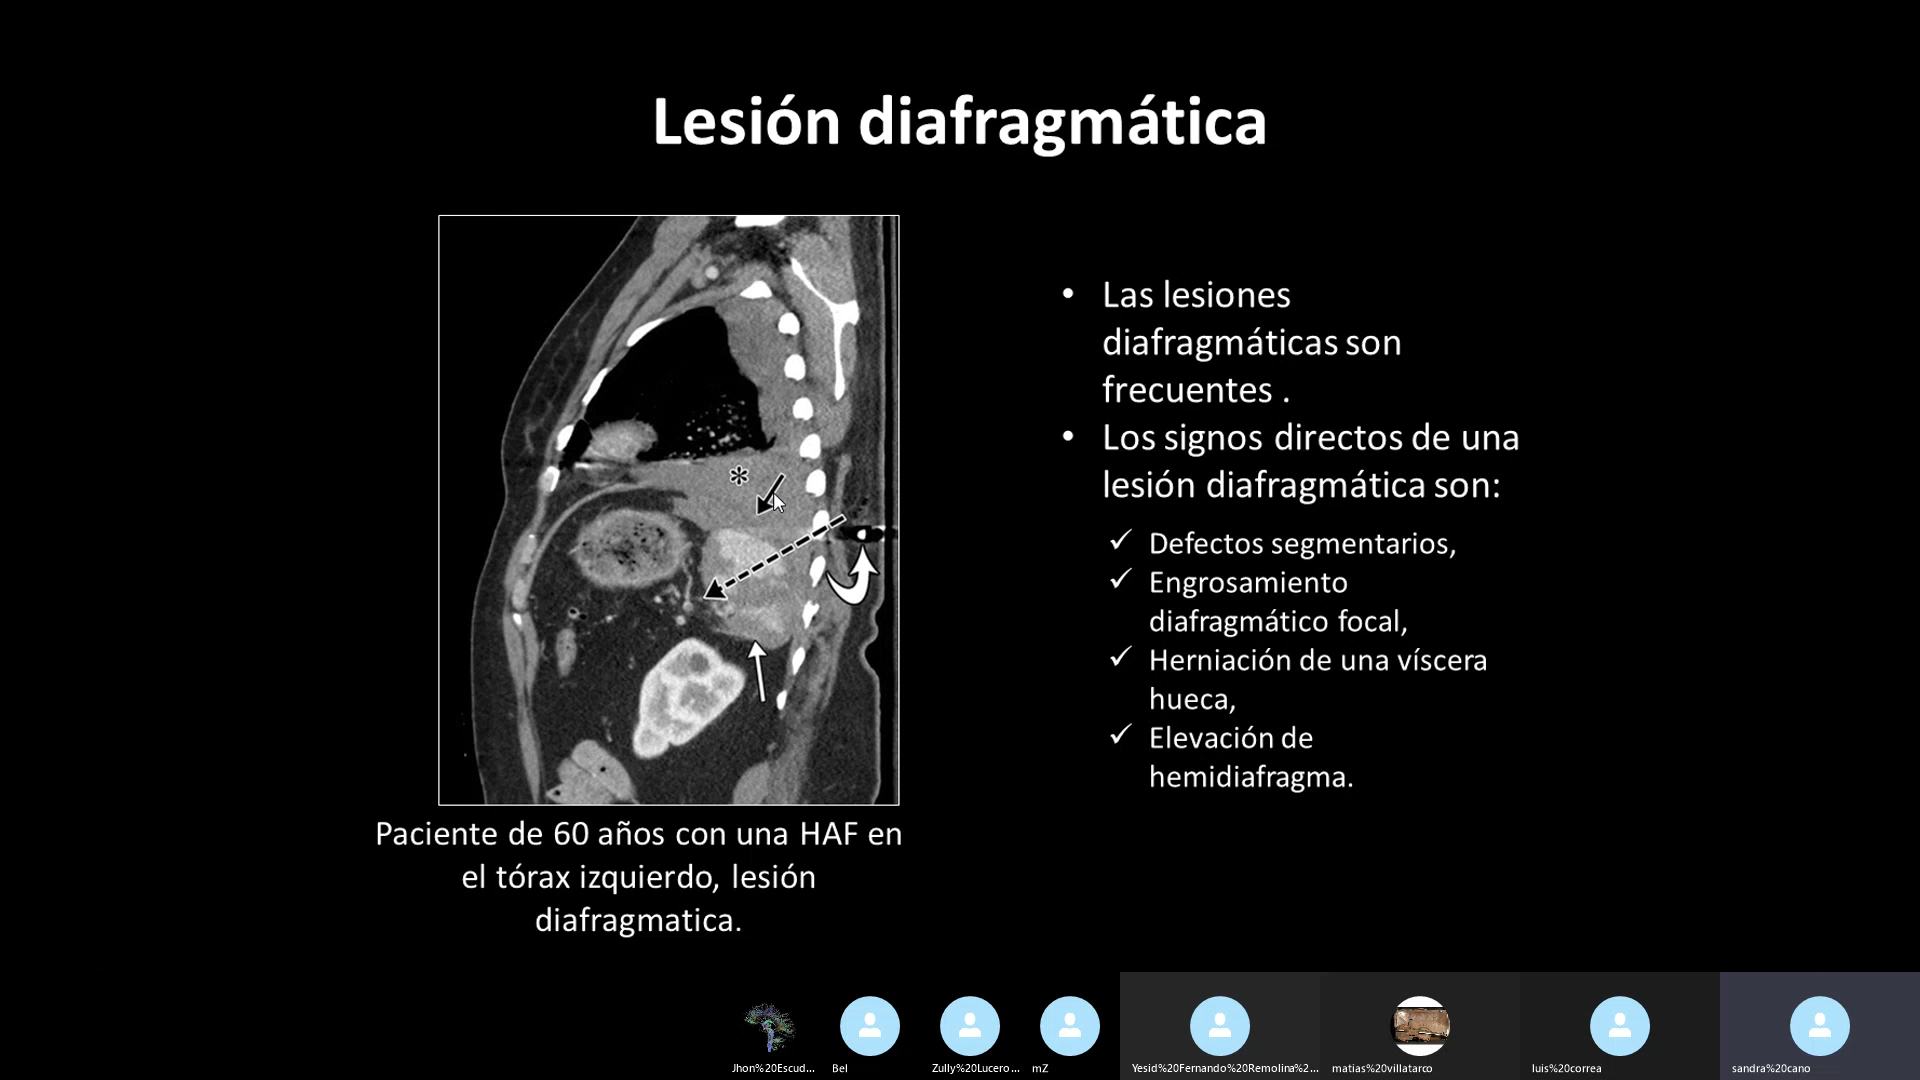 Lesión diafragmática
Las lesiones
diafragmáticas son
frecuentes .
Los signos directos de una
lesión diafragmática son:
Defectos segmentarios,
Engrosamiento
diafragmático focal,
Herniación de una víscera
hueca,
Elevación de
hemidiafragma.
*
Paciente de 60 años con una HAF en
el tórax izquierdo, lesión
diafragmatica.
Jhon%20Escud...
Bel
Zully%20Lucero...
mZ
Yesid%20Fernando%20Remolina%2...
matias%20villatarco
luis%20correa
sandra%20cano